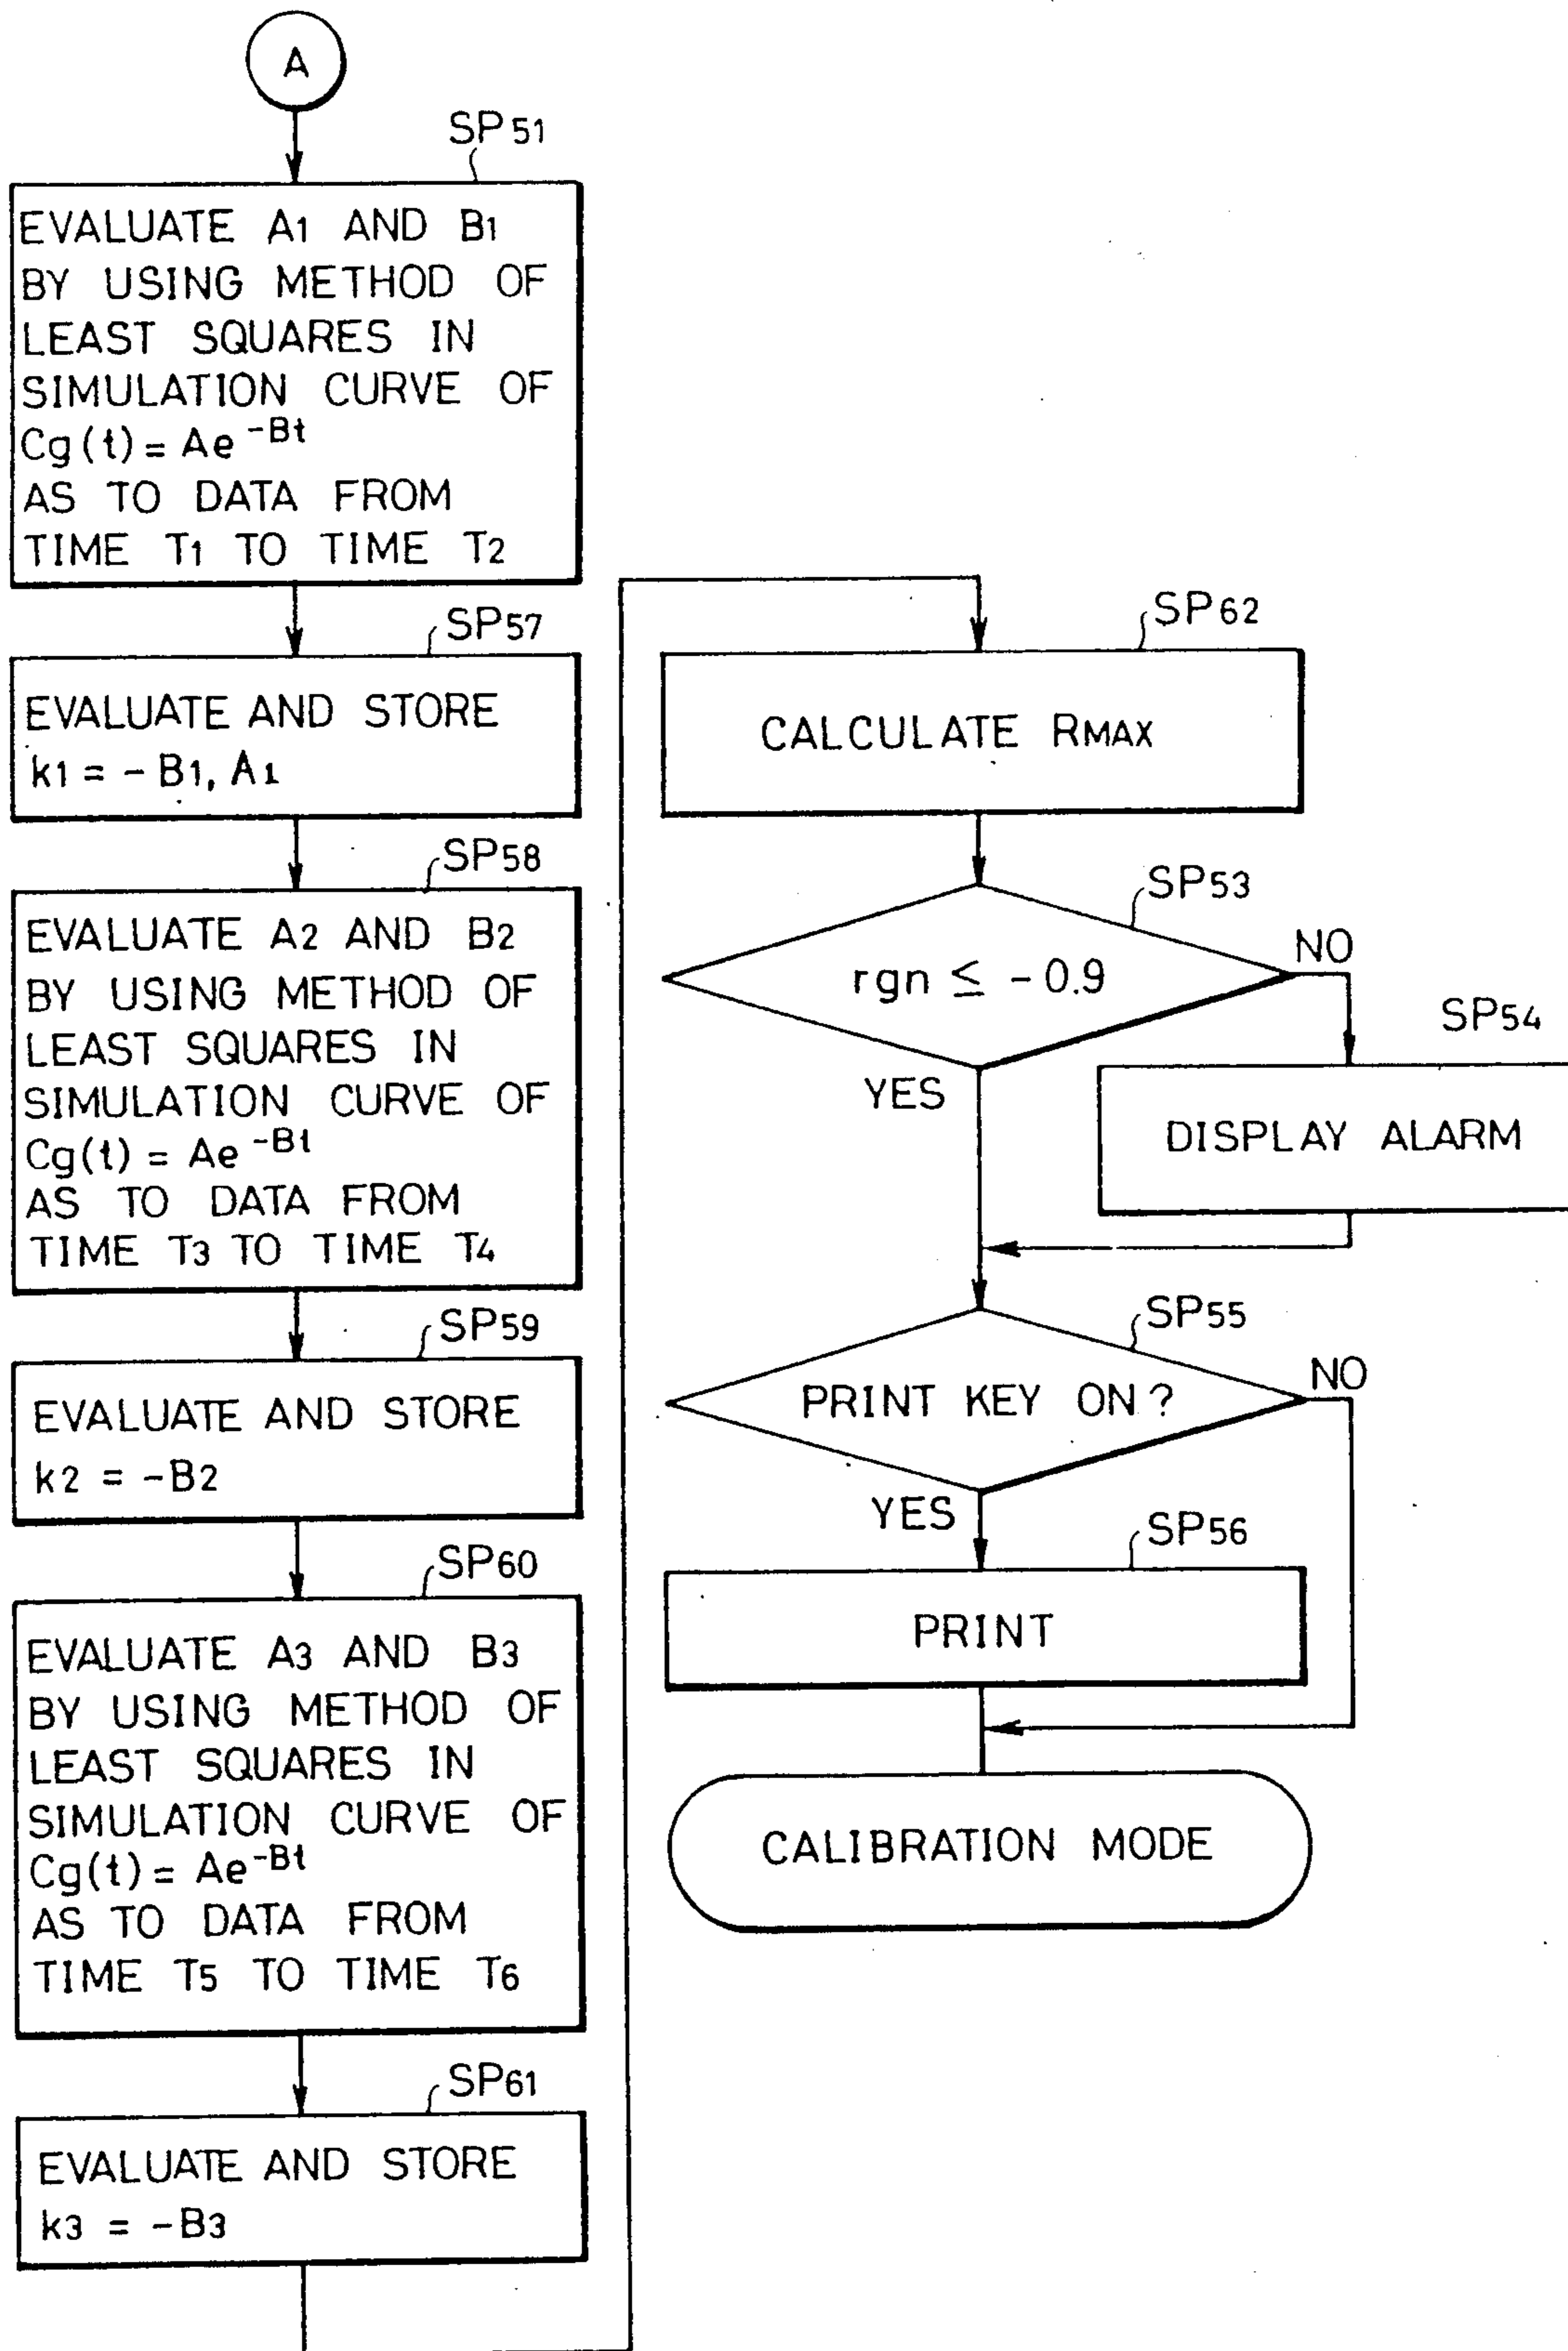 A
SP51
EVALUATE A1 AND B1
BY USING METHOD OF
LEAST SQUARES IN
SIMULATION CURVE OF
Cg(t) = Ae^-Bt
AS TO DATA FROM
TIME T1 TO TIME T2
SP57
EVALUATE AND STORE
k1 = -B1, A1
SP58
EVALUATE A2 AND B2
BY USING METHOD OF
LEAST SQUARES IN
SIMULATION CURVE OF
Cg(t) = Ae^-Bt
AS TO DATA FROM
TIME T3 TO TIME T4
SP59
EVALUATE AND STORE
k2 = -B2
SP60
EVALUATE A3 AND B3
BY USING METHOD OF
LEAST SQUARES IN
SIMULATION CURVE OF
Cg(t) = Ae^-Bt
AS TO DATA FROM
TIME T5 TO TIME T6
SP61
EVALUATE AND STORE
k3 = -B3
SP62
CALCULATE RMAX
SP53
rgn ≤ -0.9
NO
YES
SP54
DISPLAY ALARM
SP55
PRINT KEY ON?
NO
YES
SP56
PRINT
CALIBRATION MODE